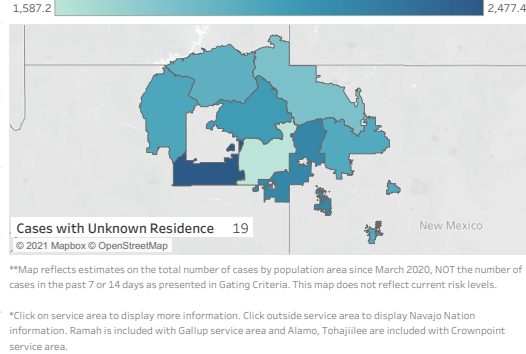 1,587.2
2,477.4
New Mexico
Cases with Unknown Residence 19
© 2021 Mapbox © OpenStreetMap
**Map reflects estimates on the total number of cases by population area since March 2020, NOT the number of
cases in the past 7 or 14 days as presented in Gating Criteria. This map does not reflect current risk levels.
*Click on service area to display more information. Click outside service area to display Navajo Nation
information. Ramah is included with Gallup service area and Alamo, Tohajiilee are included with Crownpoint
service area.